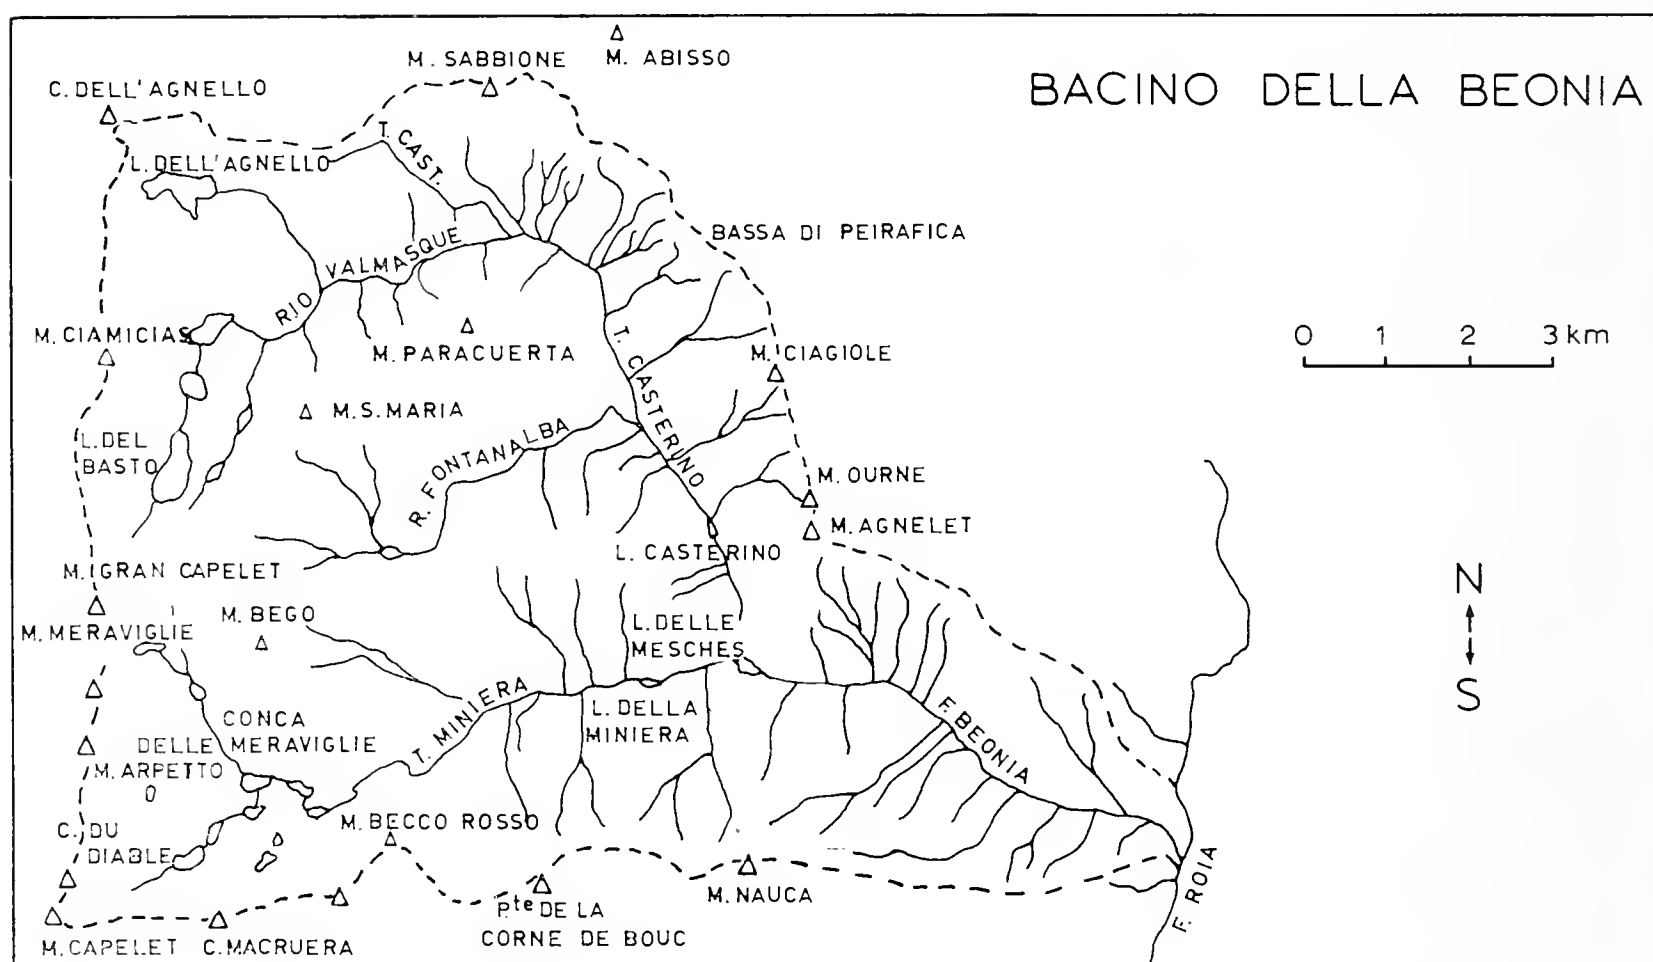 M. SABBIONE
M. ABISSO
C. DELL'AGNELLO
BACINO DELLA BEONIA
T. CAST.
L. DELL'AGNELLO
BASSA DI PEIRAFICA
RIO VALMASQUE
M. CIAMICIAS
M. PARACUERTA
M. CIAGIOLE
0 1 2 3 km
T. CASTERINO
M. S. MARIA
L. DEL
BASTO
R. FONTANALBA
M. OURNE
M. AGNELET
L. CASTERINO
M. GRAN CAPELET
N
S
M. BEGO
M. MERAVIGLIE
L. DELLE
MESCHES
T. MINIERA
L. DELLA
MINIERA
F. BEONIA
CONCA
DELLE MERAVIGLIE
M. ARPETTO
M. BECCO ROSSO
C. DU
DIABLE
M. NAUCA
F. ROIA
P.te DE LA
CORNE DE BOUC
M. CAPELET
C. MACRUERA